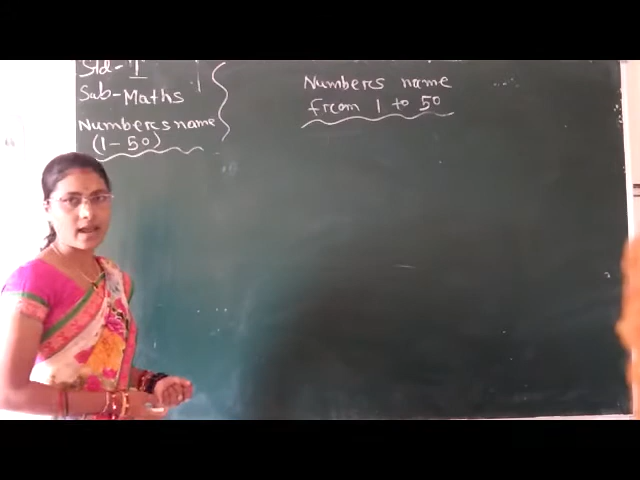 Std-I
Sub-Maths
Numbers name
(1-50)
Numbers name
from 1 to 50